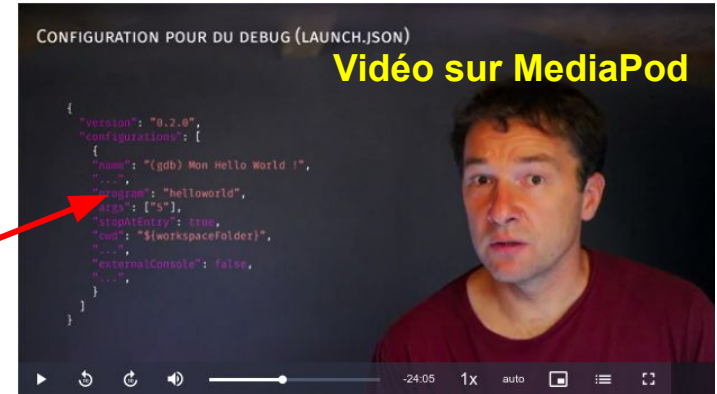 CONFIGURATION POUR DU DEBUG (LAUNCH.JSON)
Vidéo sur MediaPod
{
"version": "0.2.0",
"configurations": [
{
"name": "(gdb) Mon Hello World !",
"...",
"program": "helloworld",
"args": ["5"],
"stopAtEntry": true,
"cwd": "${workspaceFolder}",
"...",
"externalConsole": false,
"...",
}
]
}
-24:05 1x auto